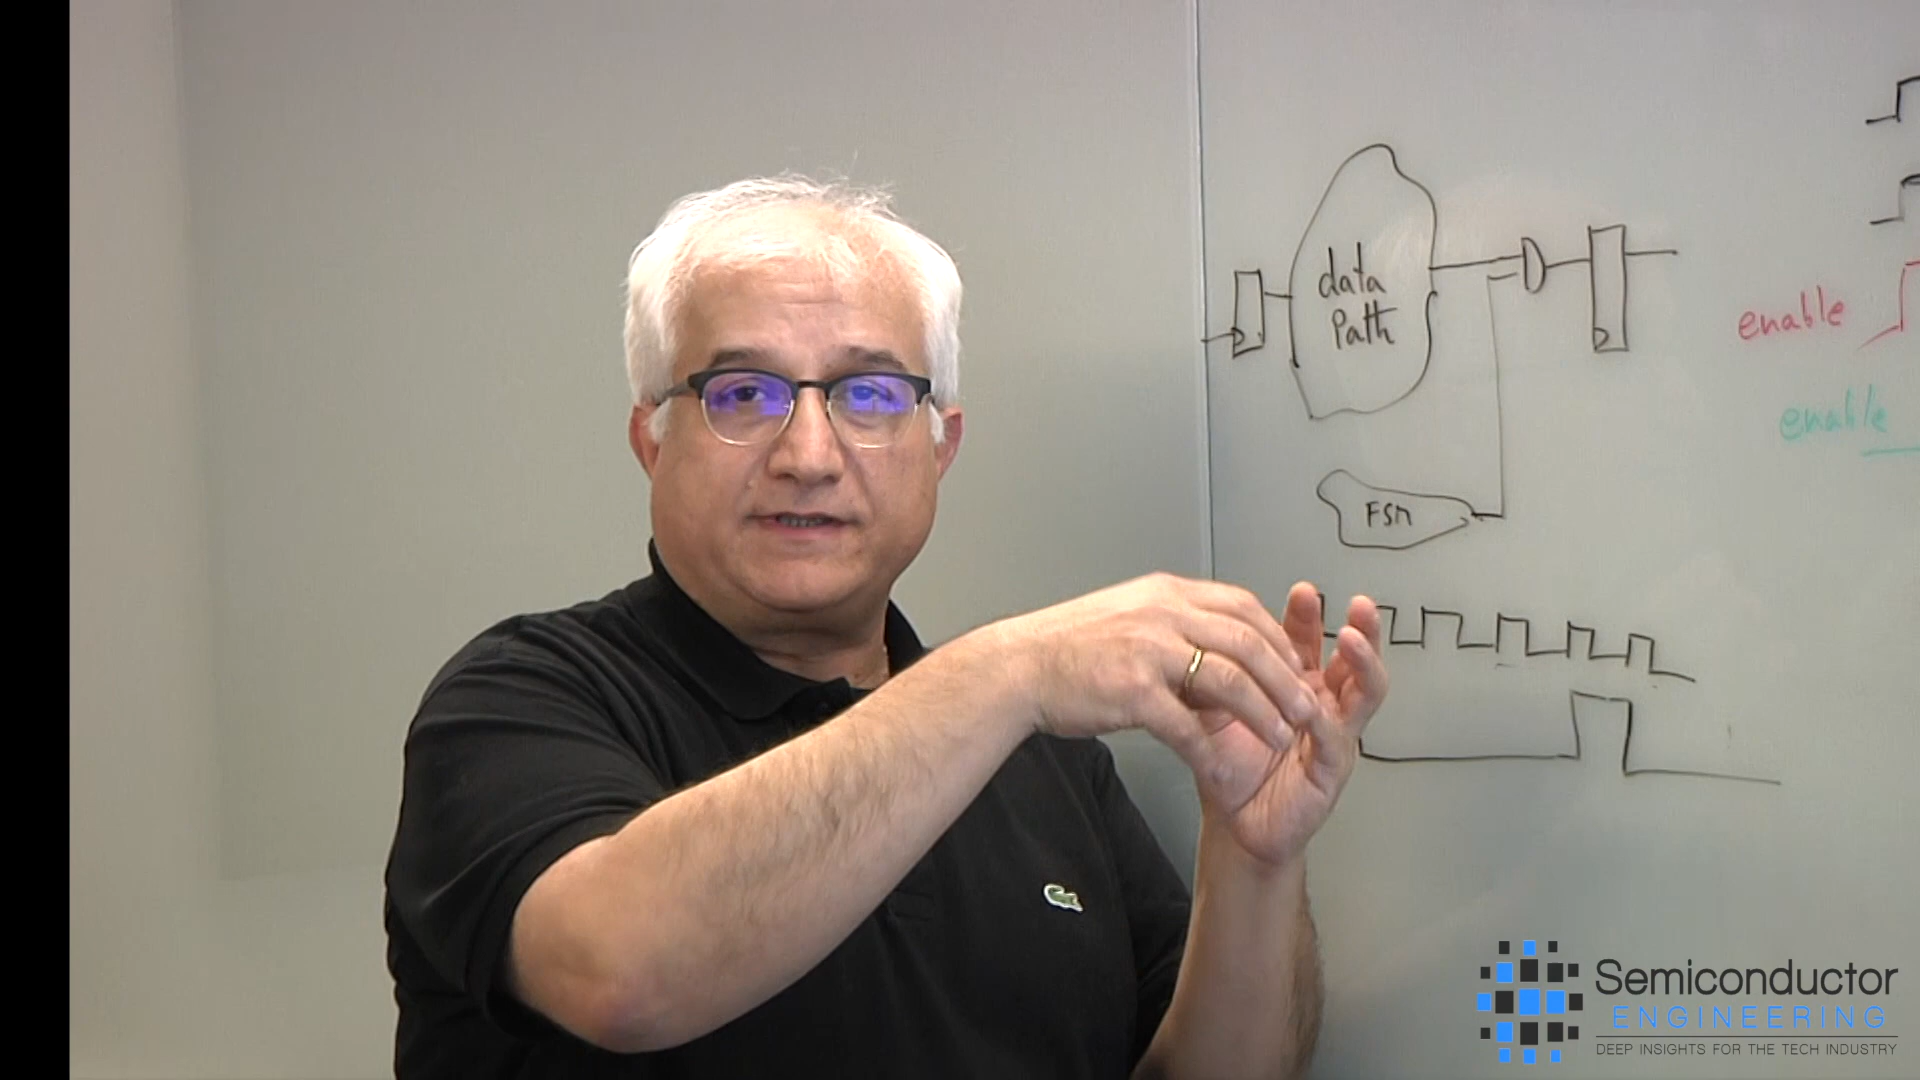 data
Path
enable
enable
FSM
Semiconductor
ENGINEERING
DEEP INSIGHTS FOR THE TECH INDUSTRY